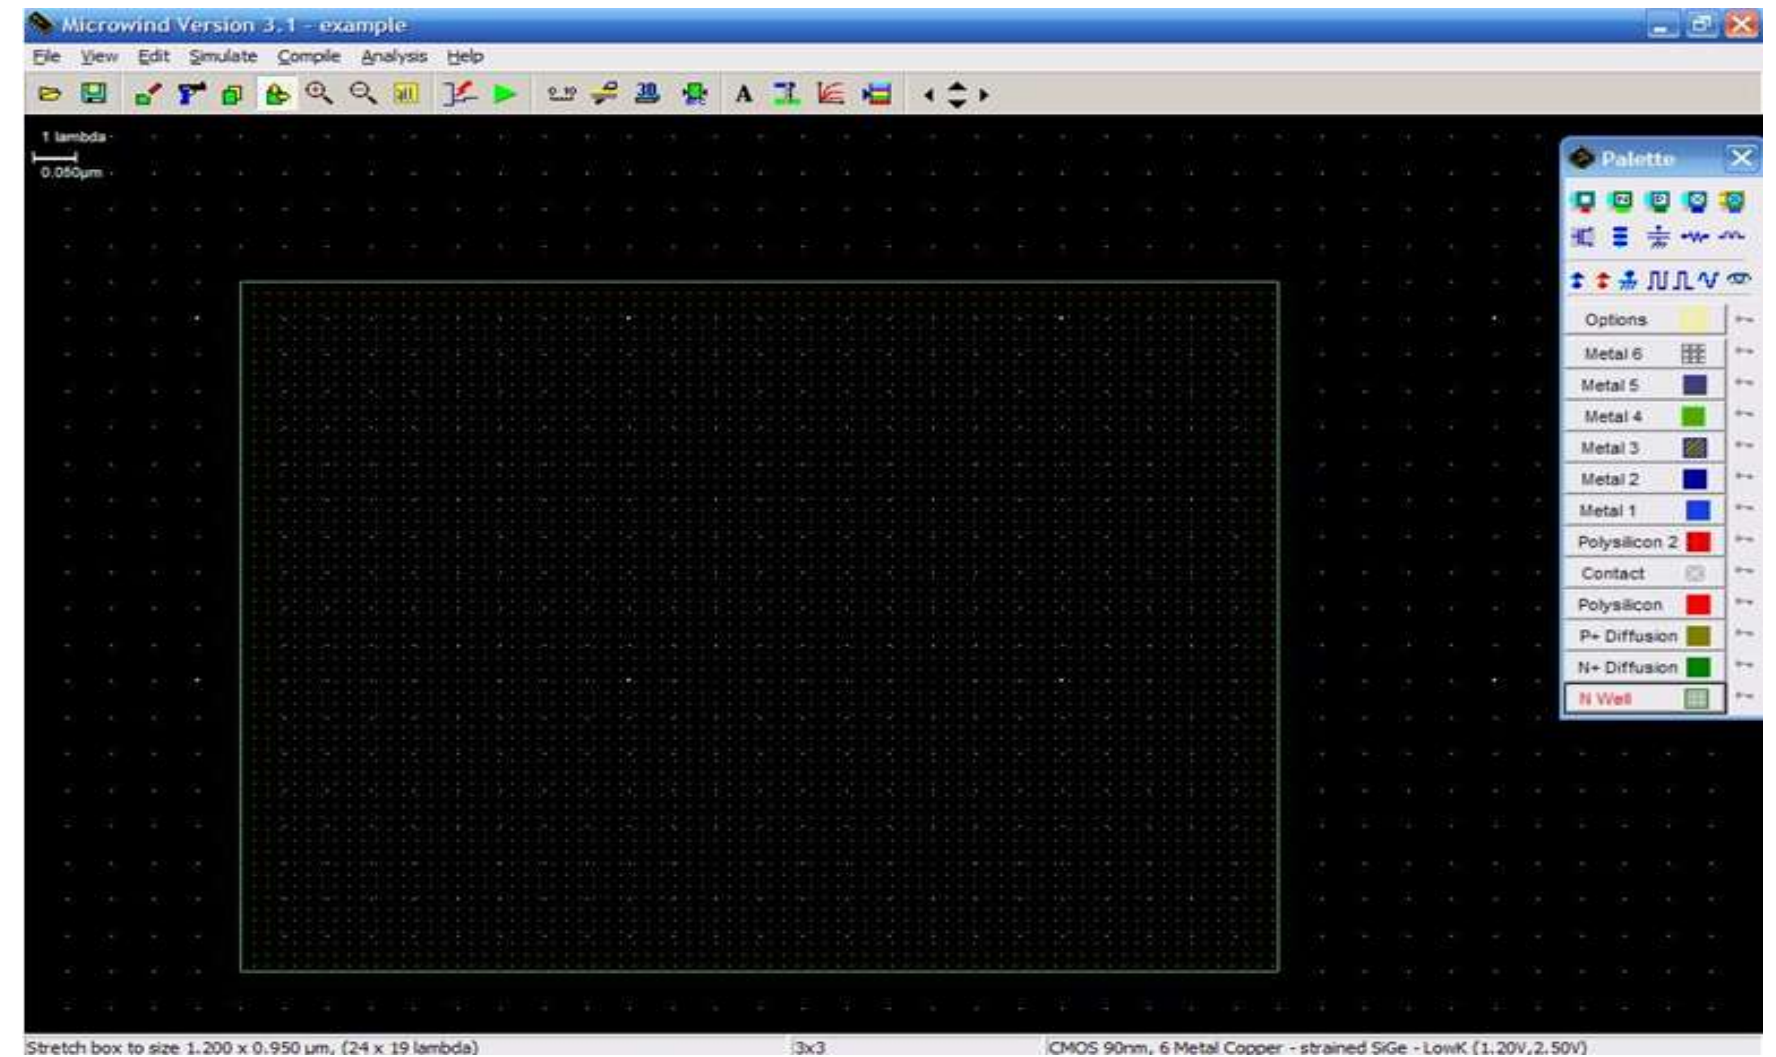 Microwind Version 3.1 - example
File View Edit Simulate Compile Analysis Help
A
3D
1 lambda
0.050µm
Palette
Options
Metal 6
Metal 5
Metal 4
Metal 3
Metal 2
Metal 1
Polysilicon 2
Contact
Polysilicon
P+ Diffusion
N+ Diffusion
N Well
Stretch box to size 1.200 x 0.950 µm, (24 x 19 lambda) 3x3 CMOS 90nm, 6 Metal Copper - strained SiGe - LowK (1.20V,2.50V)